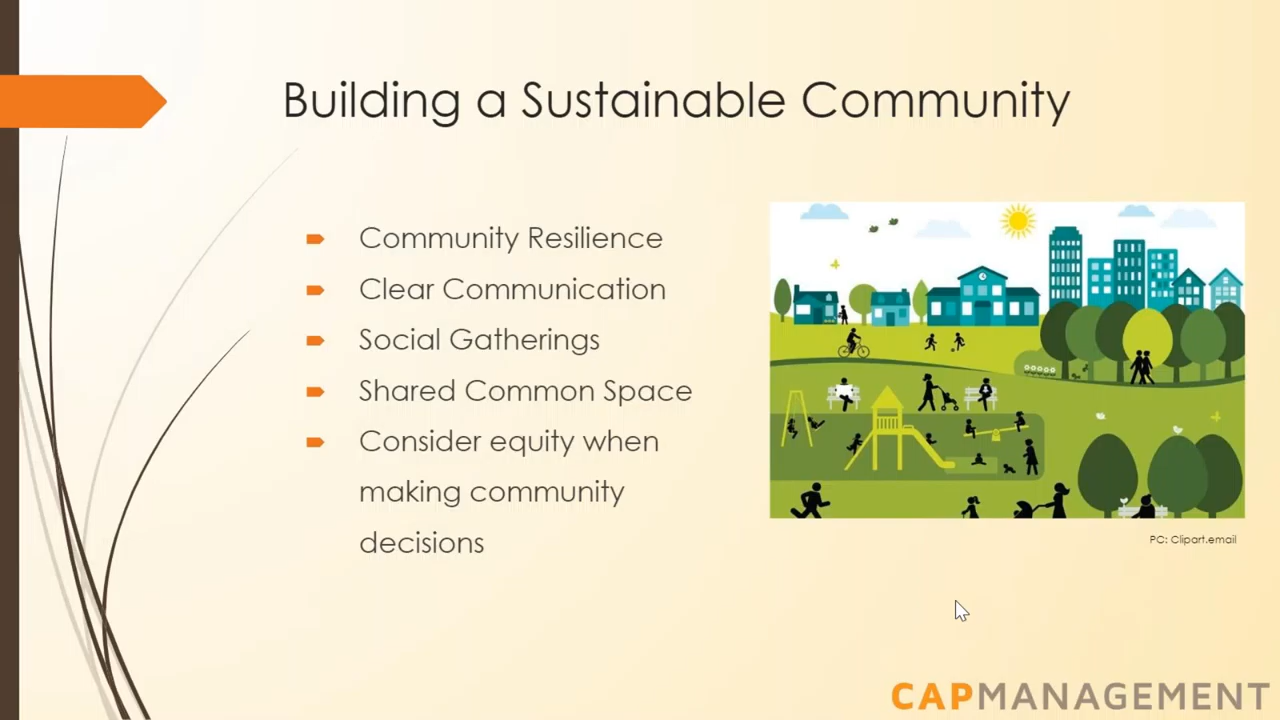 Building a Sustainable Community
Community Resilience
Clear Communication
Social Gatherings
Shared Common Space
Consider equity when
making community
decisions
PC: Clipart.email
CAPMANAGEMENT